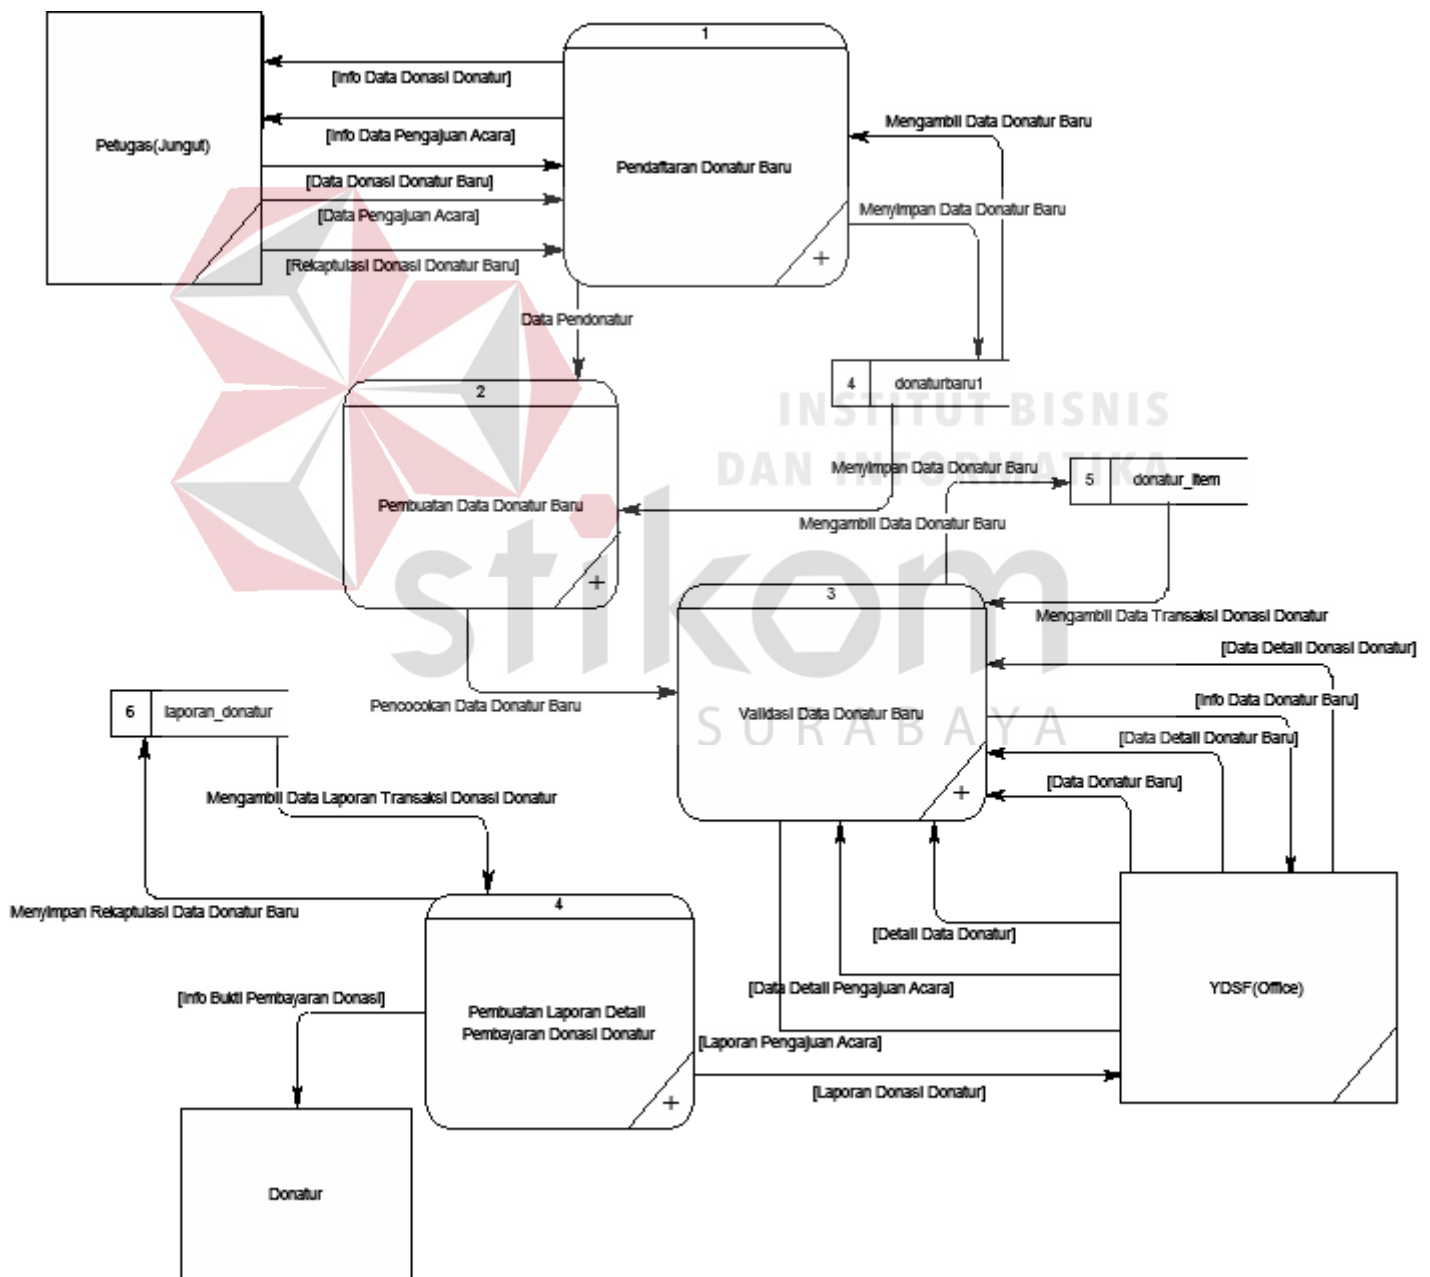 1
[Info Data Donasi Donatur]
[Info Data Pengajuan Acara]
Petugas(Jungut)
[Data Donasi Donatur Baru]
[Data Pengajuan Acara]
[Rekaptulasi Donasi Donatur Baru]
Pendaftaran Donatur Baru
+
Mengambil Data Donatur Baru
Menyimpan Data Donatur Baru
Data Pendonatur
4
donaturbaru1
2
INSTITUT BISNIS
DAN INFORMATIKA
Menyimpan Data Donatur Baru
5
donatur_item
Pembuatan Data Donatur Baru
+
Mengambil Data Donatur Baru
stikom
SURABAYA
3
Mengambil Data Transaksi Donasi Donatur
[Data Detail Donasi Donatur]
[Info Data Donatur Baru]
Pencocokan Data Donatur Baru
Validasi Data Donatur Baru
+
[Data Detail Donatur Baru]
[Data Donatur Baru]
6
laporan_donatur
Mengambil Data Laporan Transaksi Donasi Donatur
Menyimpan Rekaptulasi Data Donatur Baru
4
[Detail Data Donatur]
[Data Detail Pengajuan Acara]
YDSF(Office)
[Info Bukti Pembayaran Donasi]
Pembuatan Laporan Detail
Pembayaran Donasi Donatur
+
[Laporan Pengajuan Acara]
[Laporan Donasi Donatur]
Donatur